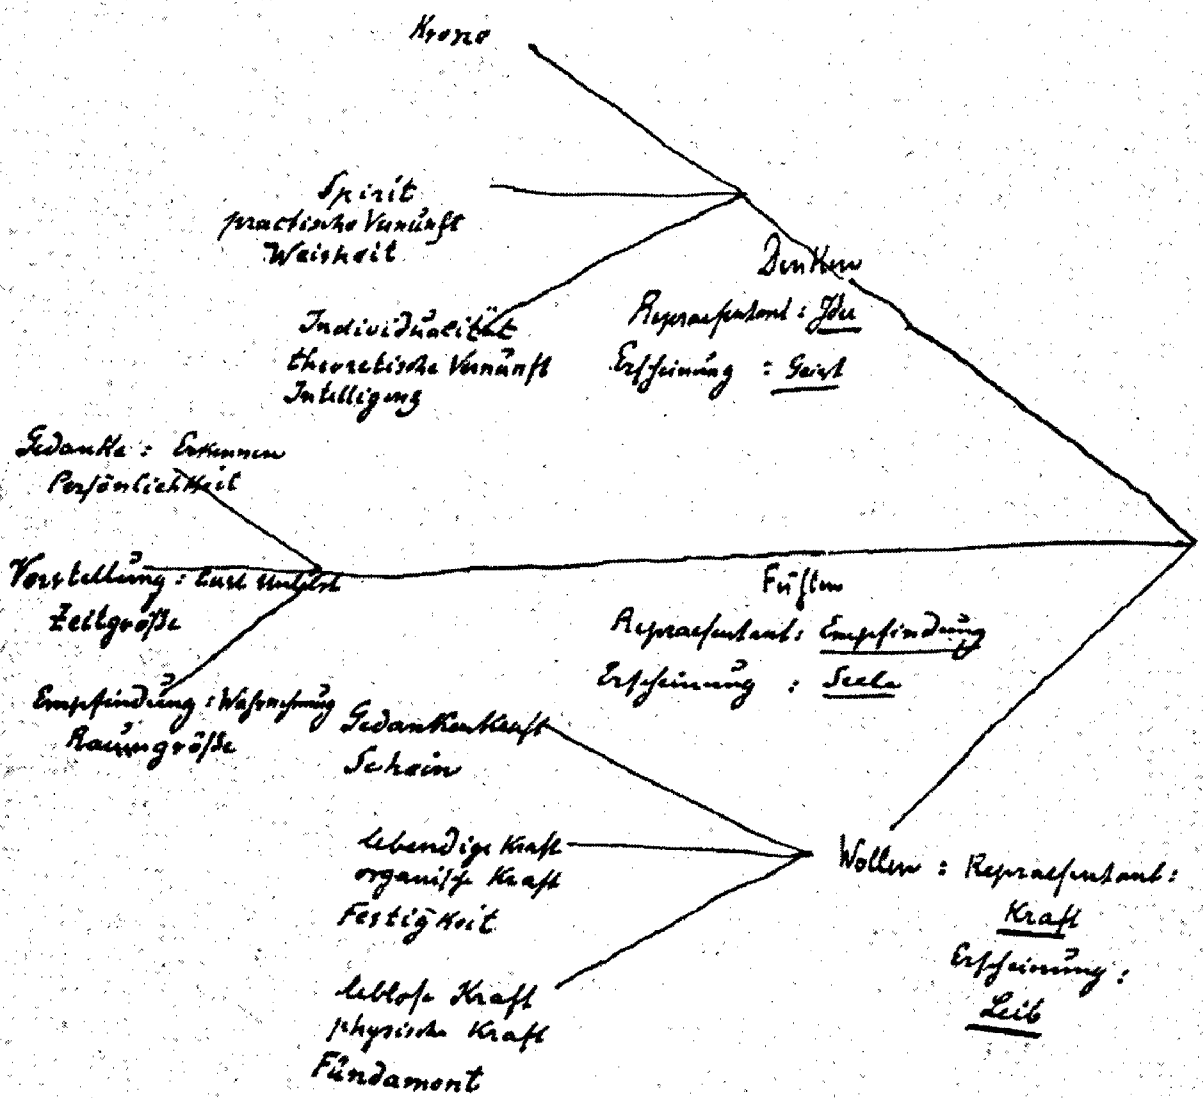 Krone
Spirit
practische Vernunft
Weisheit
Individualität
theoretische Vernunft
Intelligenz
Denken
Repraesentant: Idee
Erscheinung: Geist
Gedanke: Erkennen
Persönlichkeit
Vorstellung:
Zeitgröße
Empfindung: Wahrnehmung
Raumgröße
Fühlen
Repraesentant: Empfindung
Erscheinung: Seele
Gedankenkraft
Schein
lebendige Kraft
organische Kraft
Festigkeit
leblose Kraft
physische Kraft
Fundament
Wollen: Repraesentant:
Kraft
Erscheinung:
Leib